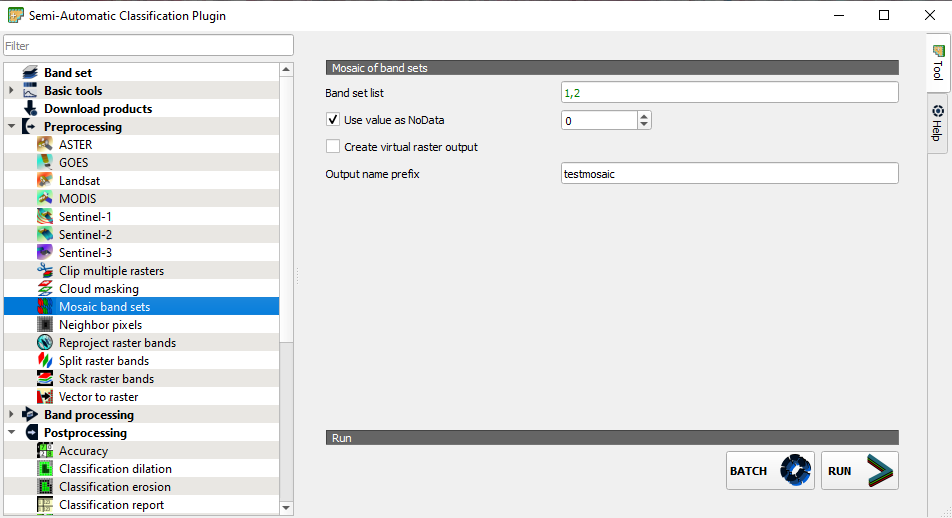 Semi-Automatic Classification Plugin
Filter
Band set
Basic tools
Download products
Preprocessing
ASTER
GOES
Landsat
MODIS
Sentinel-1
Sentinel-2
Sentinel-3
Clip multiple rasters
Cloud masking
Mosaic band sets
Neighbor pixels
Reproject raster bands
Split raster bands
Stack raster bands
Vector to raster
Band processing
Postprocessing
Accuracy
Classification dilation
Classification erosion
Classification report
Mosaic of band sets
Band set list 1,2
Use value as NoData 0
Create virtual raster output
Output name prefix testmosaic
Run
BATCH RUN
Tool
Help